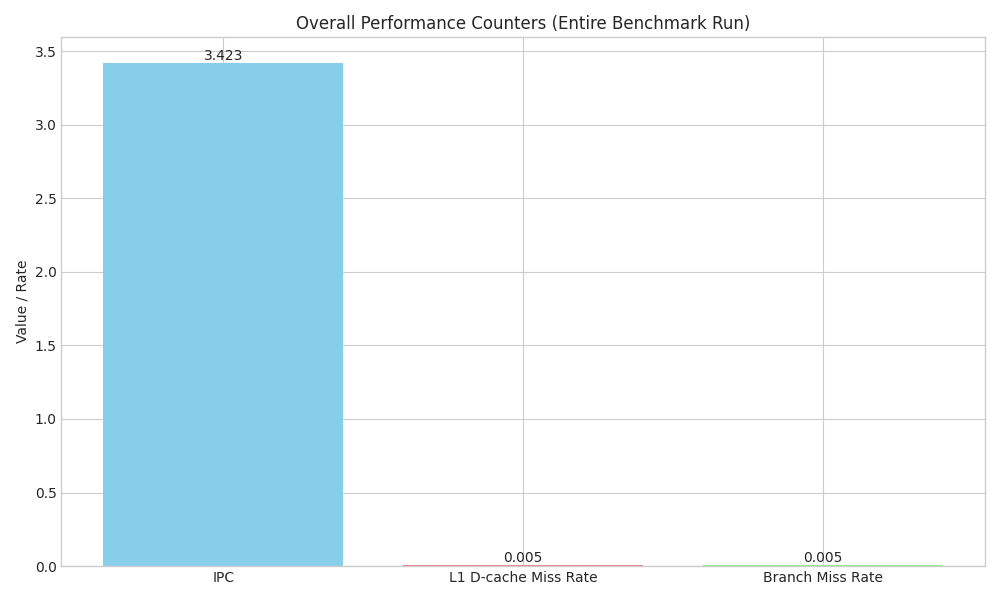 Overall Performance Counters (Entire Benchmark Run)
Value / Rate
3.5
3.0
2.5
2.0
1.5
1.0
0.5
0.0
3.423
0.005
0.005
IPC
L1 D-cache Miss Rate
Branch Miss Rate